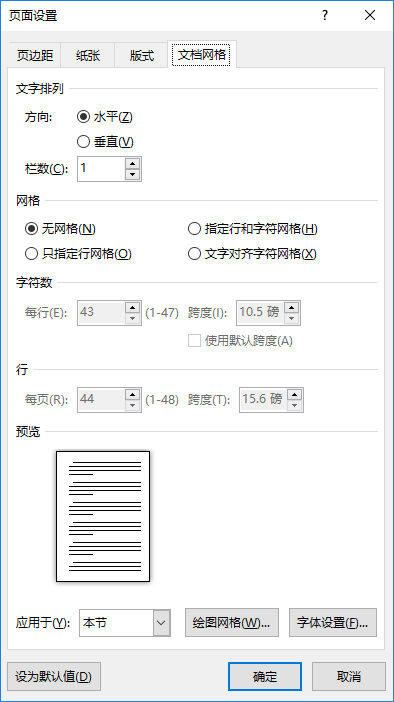 页面设置
页边距 纸张 版式 文档网格
文字排列
方向: 水平(Z)
垂直(V)
栏数(C): 1
网格
无网格(N) 指定行和字符网格(H)
只指定行网格(O) 文字对齐字符网格(X)
字符数
每行(E): 43 (1-47) 跨度(I): 10.5 磅
使用默认跨度(A)
行
每页(R): 44 (1-48) 跨度(T): 15.6 磅
预览
应用于(Y): 本节 绘图网格(W)... 字体设置(F)...
设为默认值(D) 确定 取消